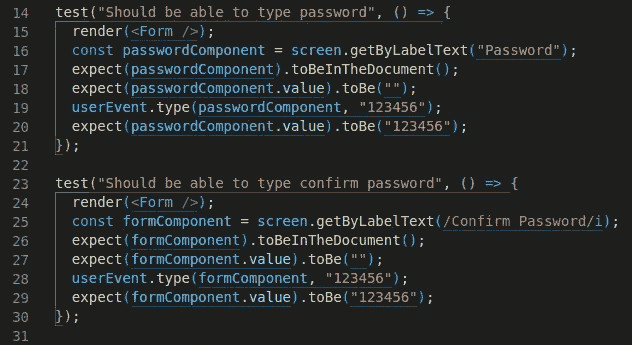 14 test("Should be able to type password", () => {
15   render(<Form />);
16   const passwordComponent = screen.getByLabelText("Password");
17   expect(passwordComponent).toBeInTheDocument();
18   expect(passwordComponent.value).toBe("");
19   userEvent.type(passwordComponent, "123456");
20   expect(passwordComponent.value).toBe("123456");
21 });
22
23 test("Should be able to type confirm password", () => {
24   render(<Form />);
25   const formComponent = screen.getByLabelText(/Confirm Password/i);
26   expect(formComponent).toBeInTheDocument();
27   expect(formComponent.value).toBe("");
28   userEvent.type(formComponent, "123456");
29   expect(formComponent.value).toBe("123456");
30 });
31